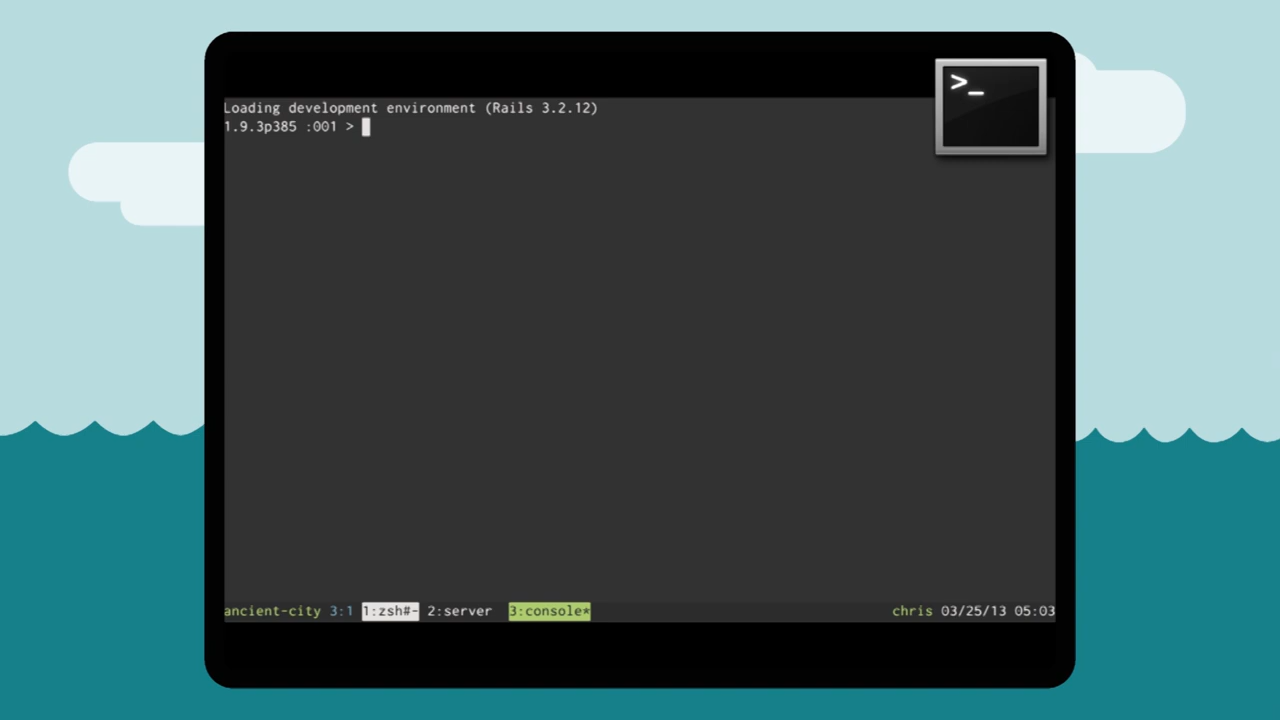 Loading development environment (Rails 3.2.12)
1.9.3p385 :001 >
>_
ancient-city 3:1 1:zsh#- 2:server 3:console* chris 03/25/13 05:03